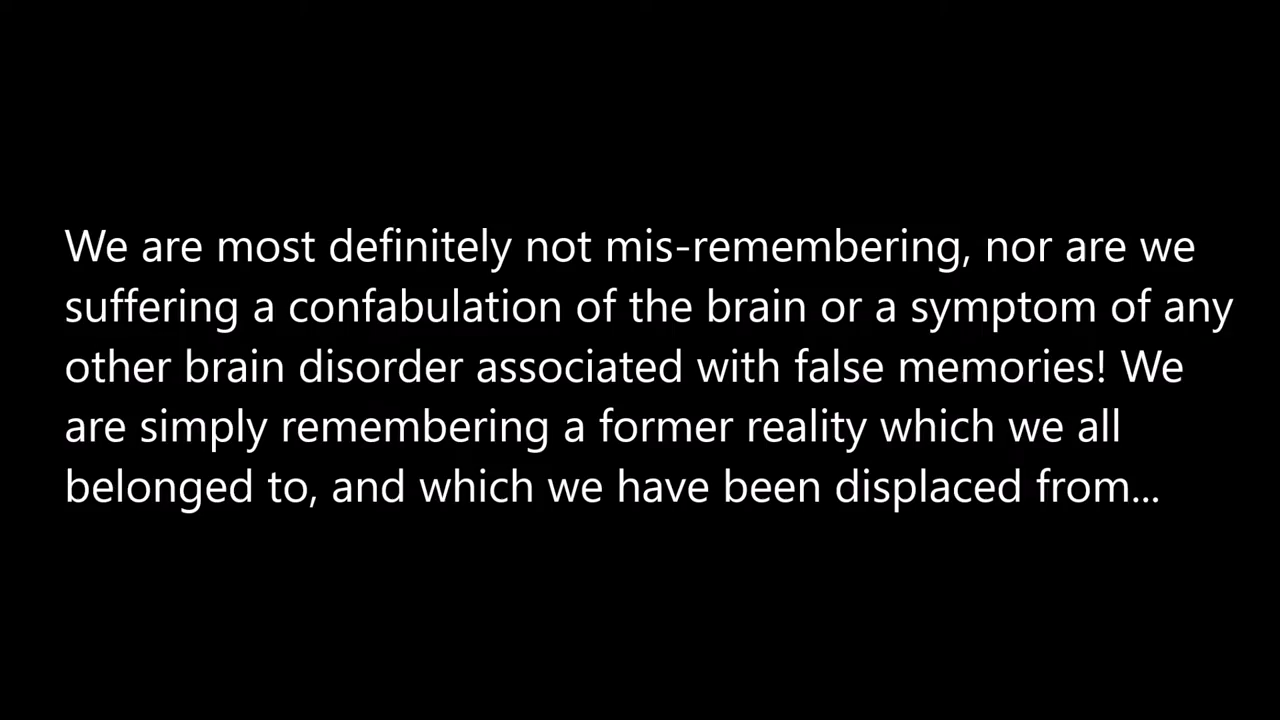 We are most definitely not mis-remembering, nor are we
suffering a confabulation of the brain or a symptom of any
other brain disorder associated with false memories! We
are simply remembering a former reality which we all
belonged to, and which we have been displaced from...